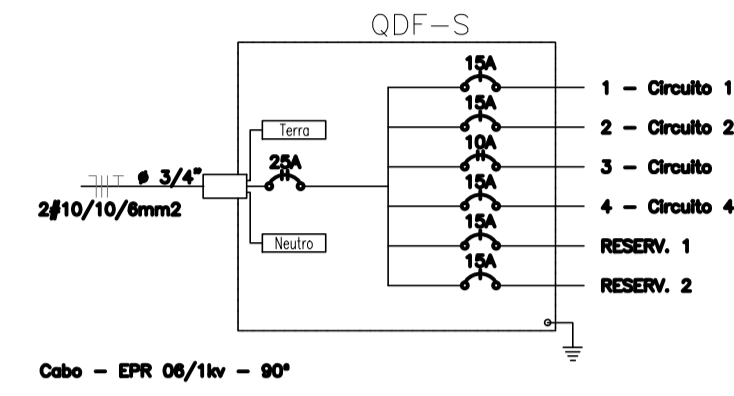 QDF-S
15A
1 - Circuito 1
15A
2 - Circuito 2
Terra
10A
25A
3 - Circuito
ø 3/4"
15A
2#10/10/6mm2
4 - Circuito 4
15A
Neutro
RESERV. 1
15A
RESERV. 2
Cabo - EPR 06/1kv - 90°